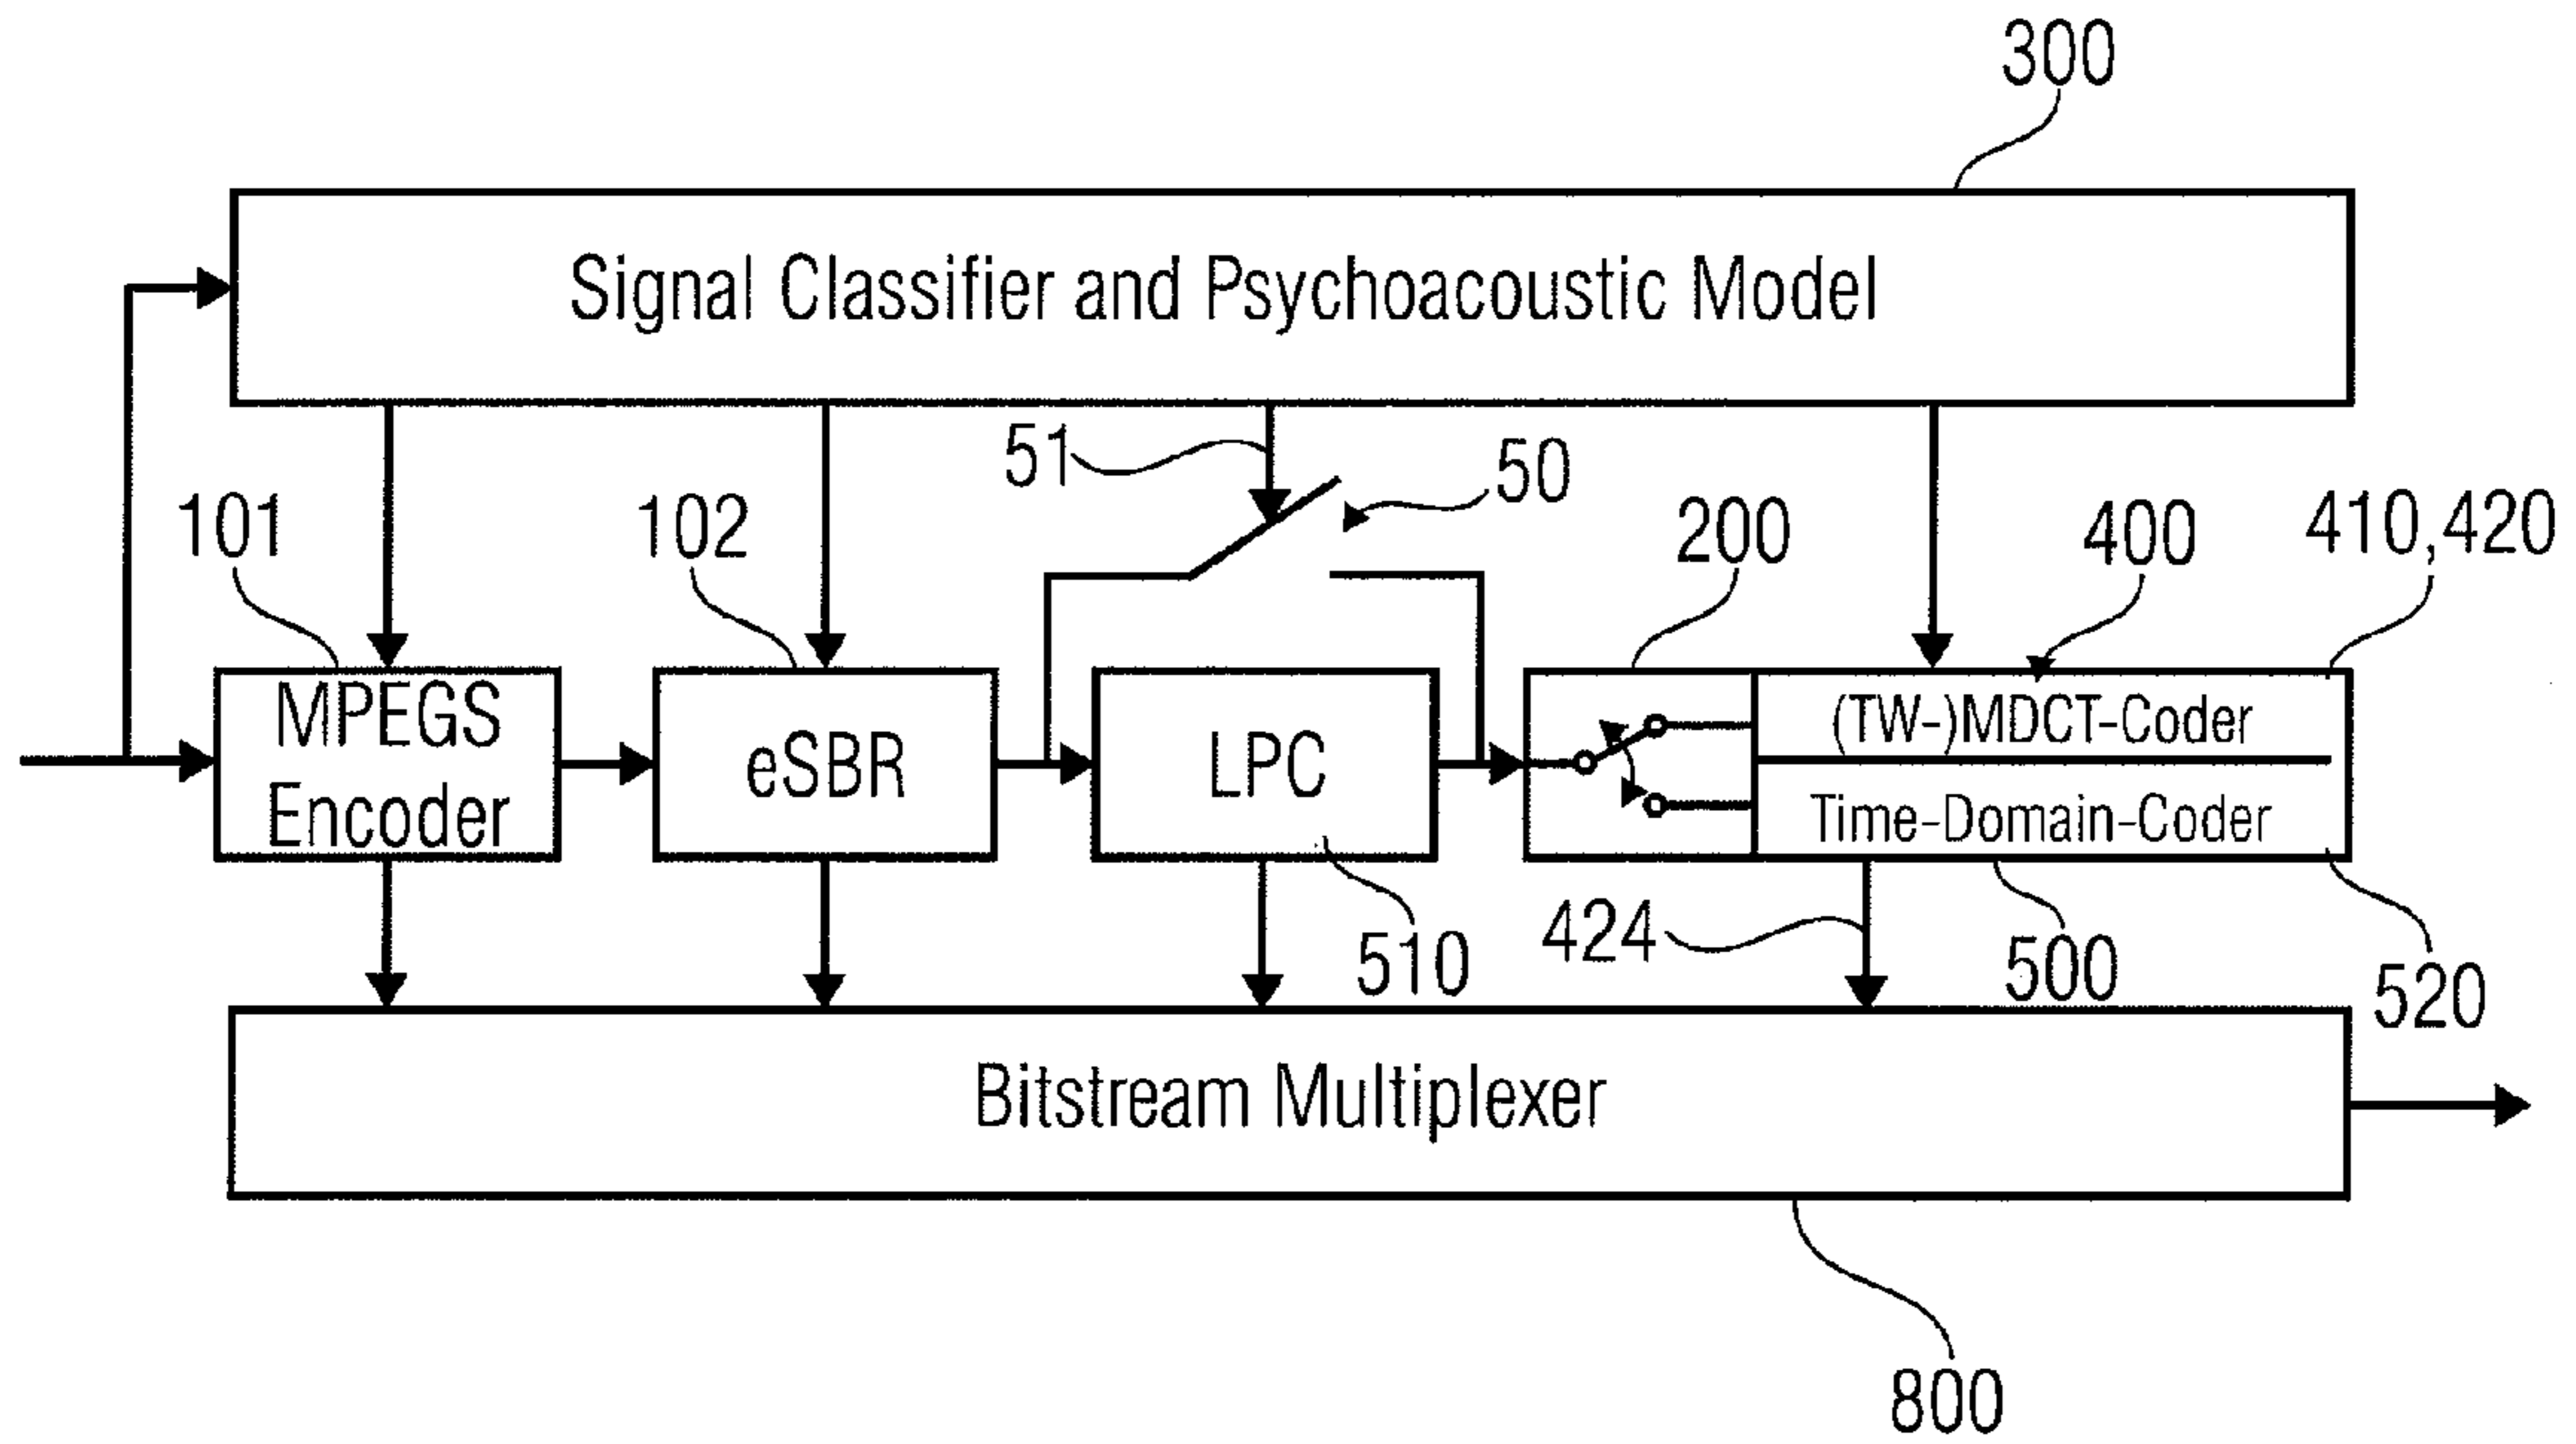 300
Signal Classifier and Psychoacoustic Model
51
50
101
102
200
400
410,420
MPEGS
Encoder
eSBR
LPC
(TW-)MDCT-Coder
Time-Domain-Coder
424
510
500
520
Bitstream Multiplexer
800